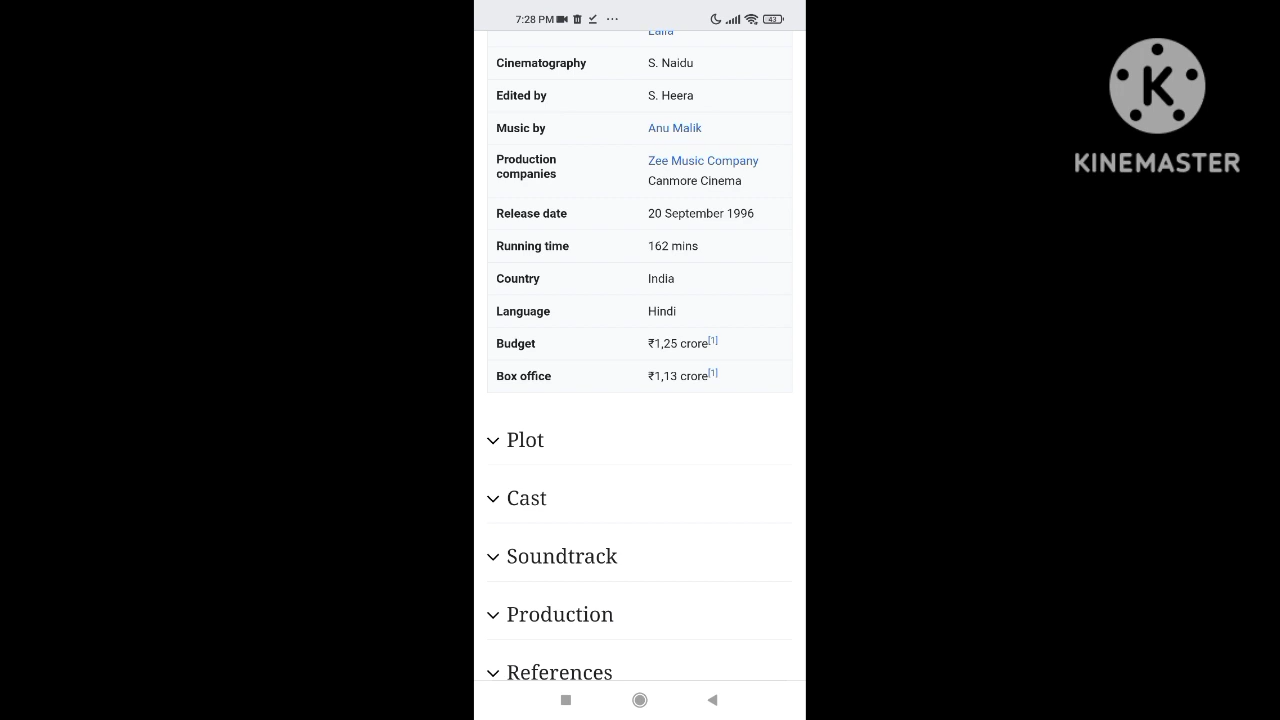 7:28 PM
43
Laila
Cinematography S. Naidu
Edited by S. Heera
Music by Anu Malik
Production companies Zee Music Company
Canmore Cinema
Release date 20 September 1996
Running time 162 mins
Country India
Language Hindi
Budget ₹1,25 crore[1]
Box office ₹1,13 crore[1]
Plot
Cast
Soundtrack
Production
References
K
KINEMASTER